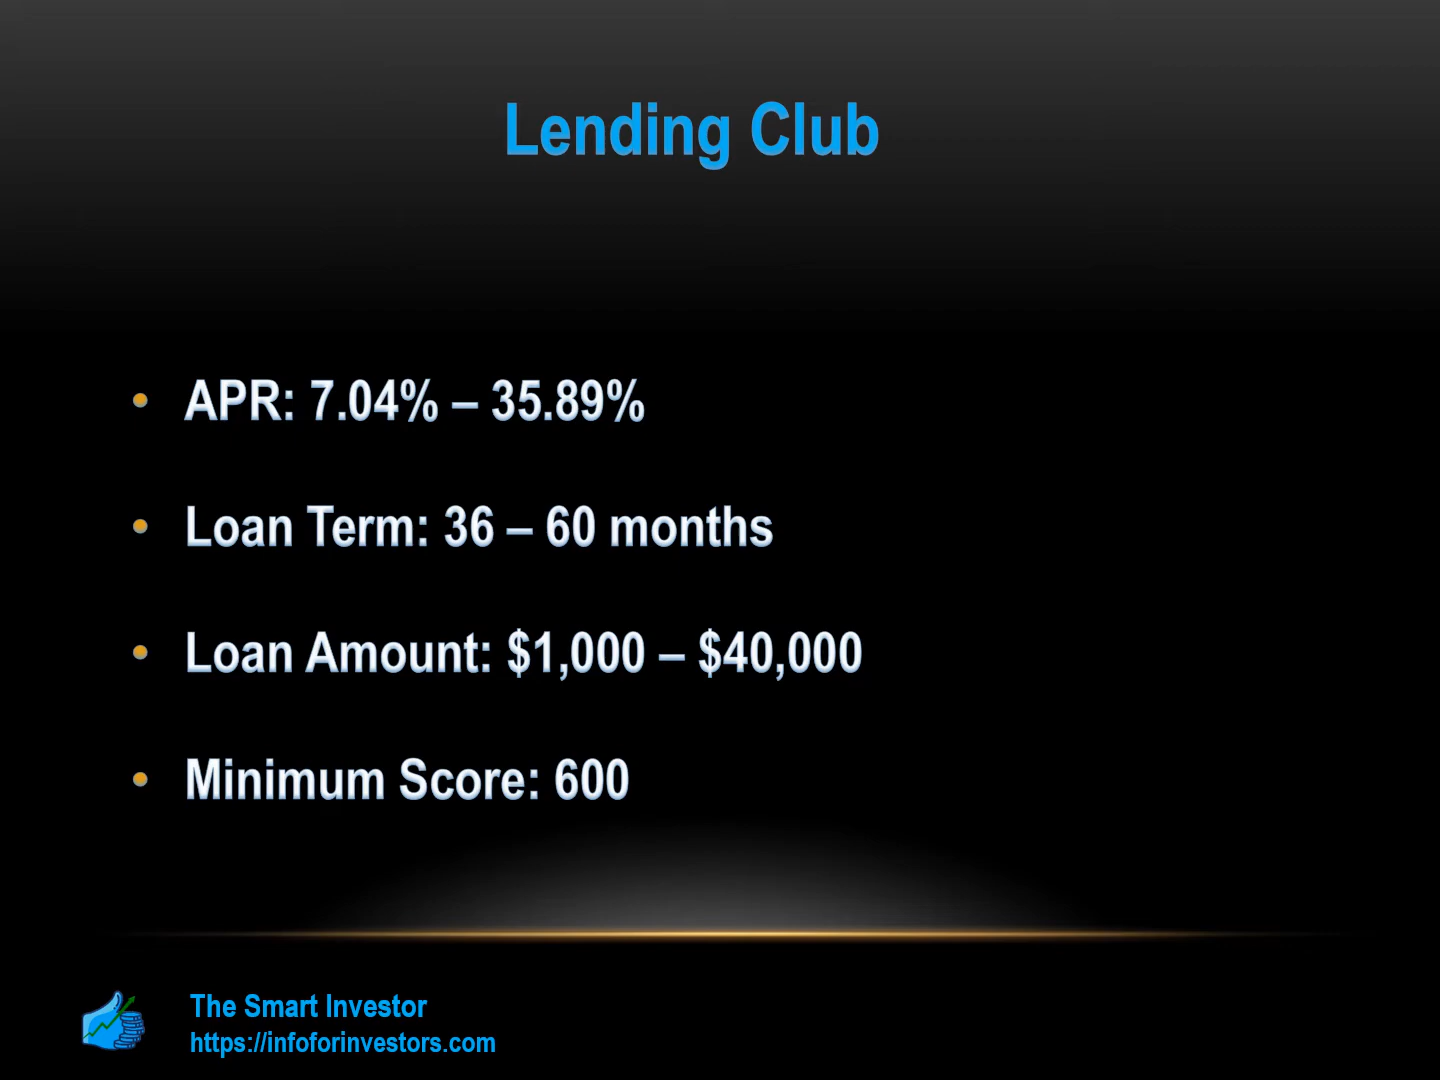 Lending Club
• APR: 7.04% – 35.89%
• Loan Term: 36 – 60 months
• Loan Amount: $1,000 – $40,000
• Minimum Score: 600
The Smart Investor
https://infoforinvestors.com